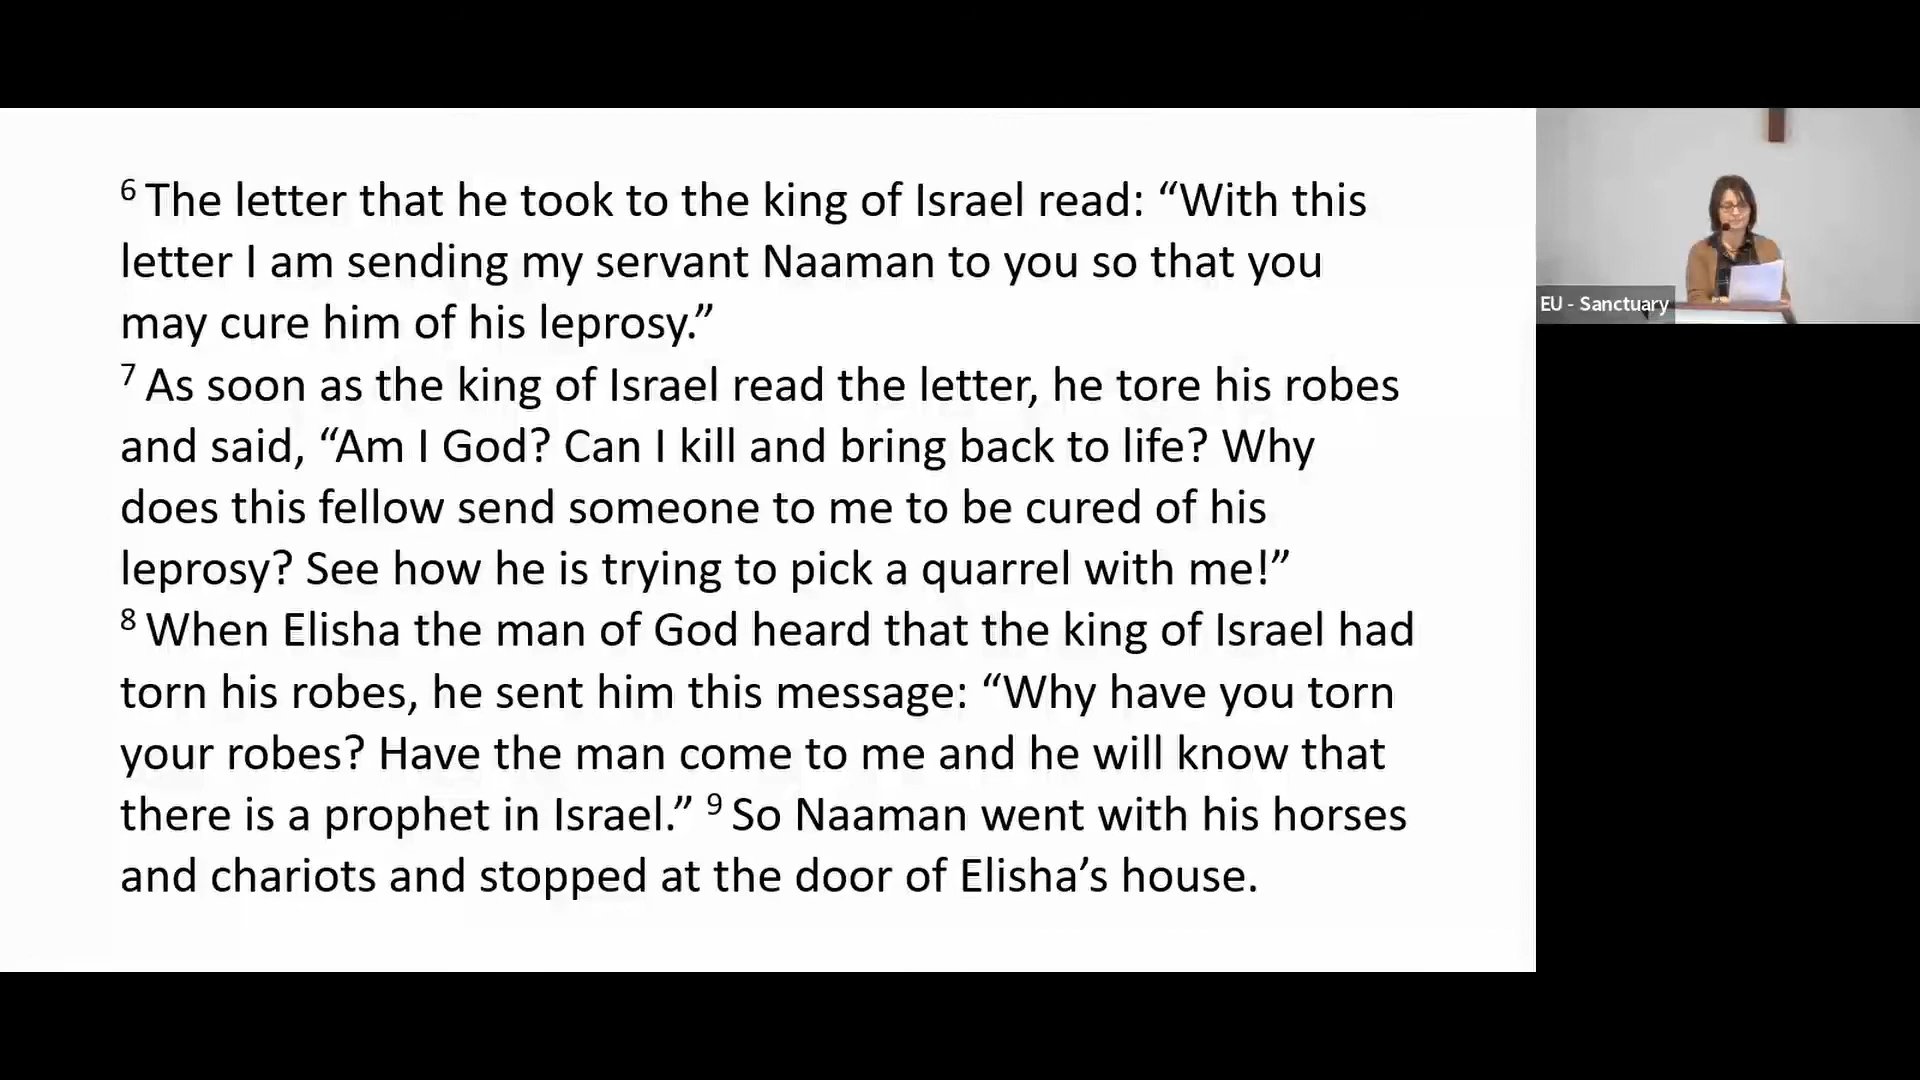 6 The letter that he took to the king of Israel read: “With this
letter I am sending my servant Naaman to you so that you
may cure him of his leprosy.”
7 As soon as the king of Israel read the letter, he tore his robes
and said, “Am I God? Can I kill and bring back to life? Why
does this fellow send someone to me to be cured of his
leprosy? See how he is trying to pick a quarrel with me!”
8 When Elisha the man of God heard that the king of Israel had
torn his robes, he sent him this message: “Why have you torn
your robes? Have the man come to me and he will know that
there is a prophet in Israel.” 9 So Naaman went with his horses
and chariots and stopped at the door of Elisha’s house.
EU - Sanctuary